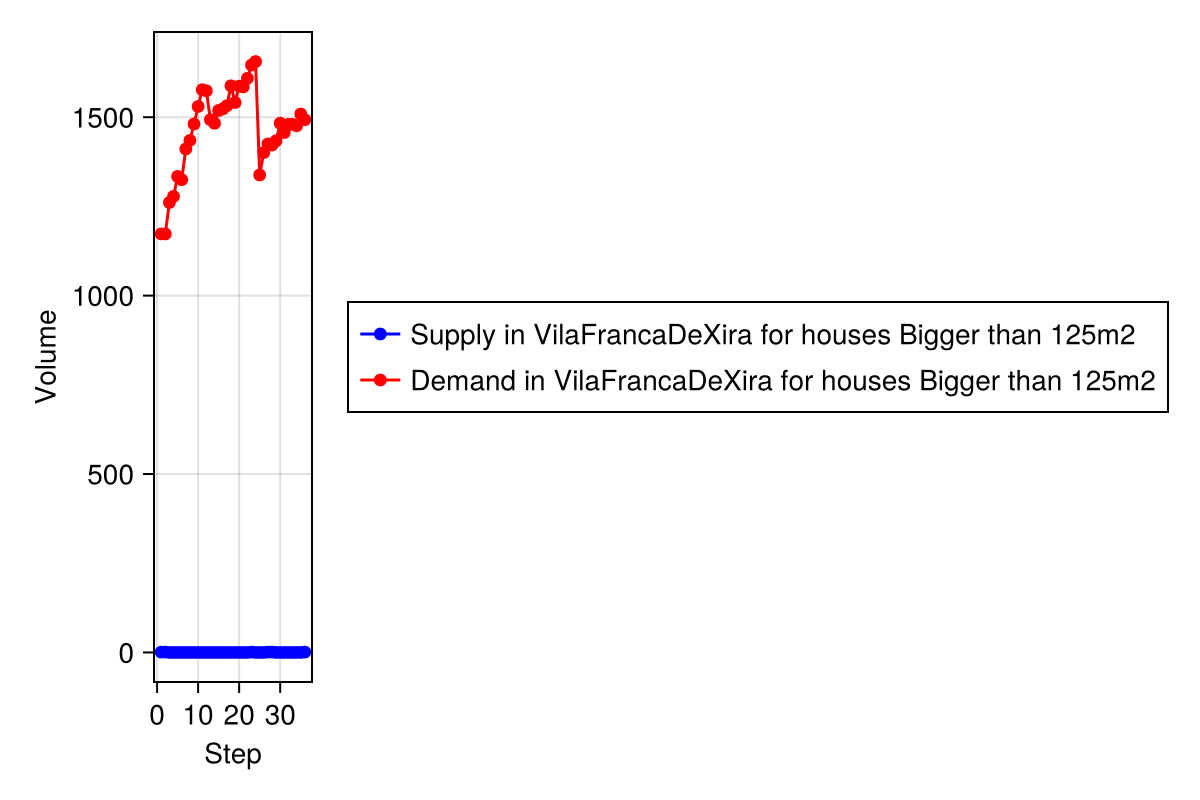 1500
1000
500
0
Volume
0 10 20 30
Step
Supply in VilaFrancaDeXira for houses Bigger than 125m2
Demand in VilaFrancaDeXira for houses Bigger than 125m2